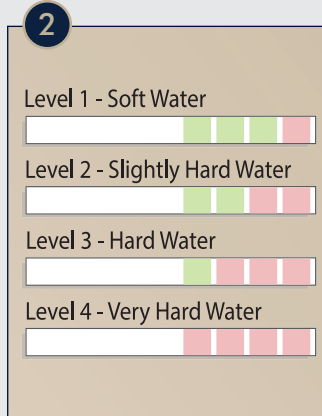 2
Level 1 - Soft Water
Level 2 - Slightly Hard Water
Level 3 - Hard Water
Level 4 - Very Hard Water